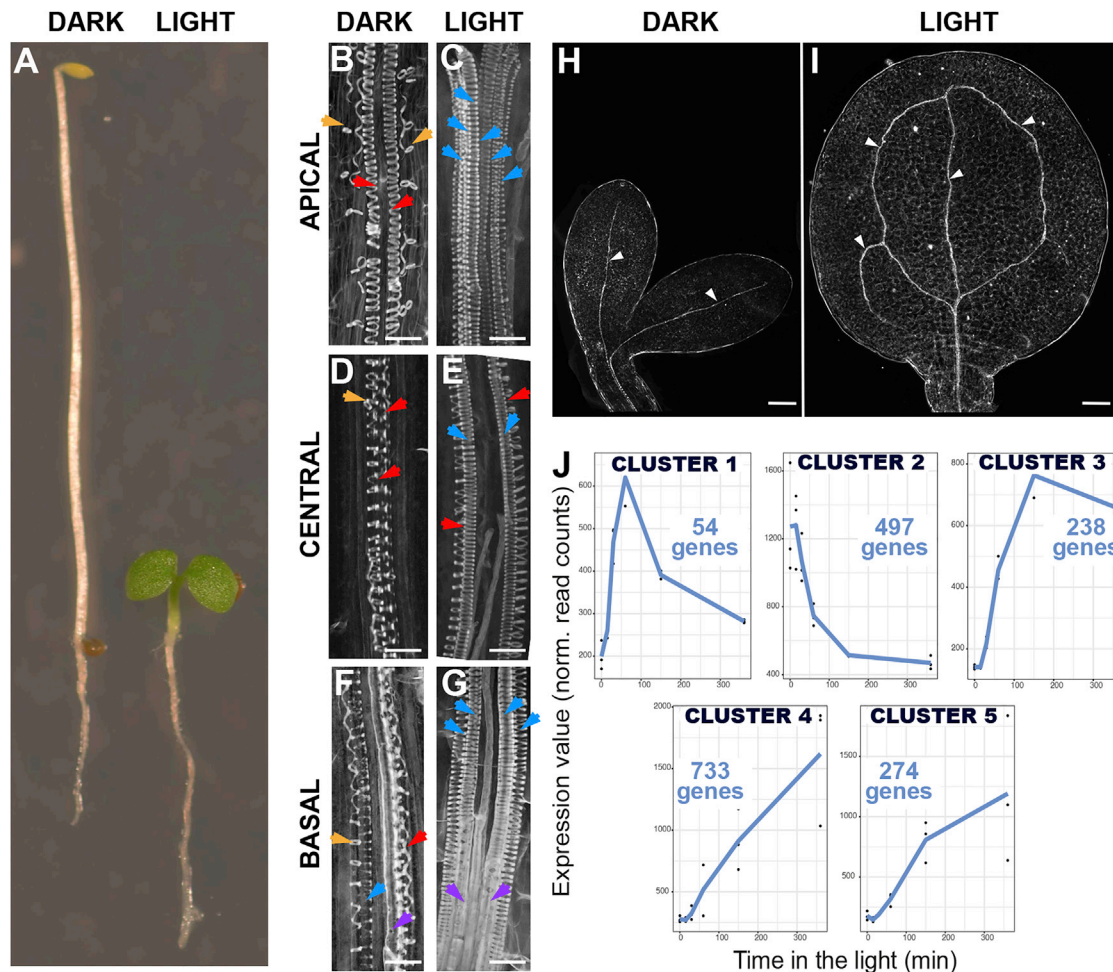 DARK LIGHT
DARK LIGHT
DARK
LIGHT
A
B
C
APICAL
D
E
CENTRAL
F
G
BASAL
H
I
J
Expression value (norm. read counts)
CLUSTER 1
54
genes
600
500
400
300
200
0 100 200 300
CLUSTER 2
497
genes
1600
1200
800
400
0 100 200 300
CLUSTER 3
238
genes
800
600
400
200
0 100 200 300
CLUSTER 4
733
genes
2000
1500
1000
500
0 100 200 300
CLUSTER 5
274
genes
1500
1000
500
0 100 200 300
Time in the light (min)